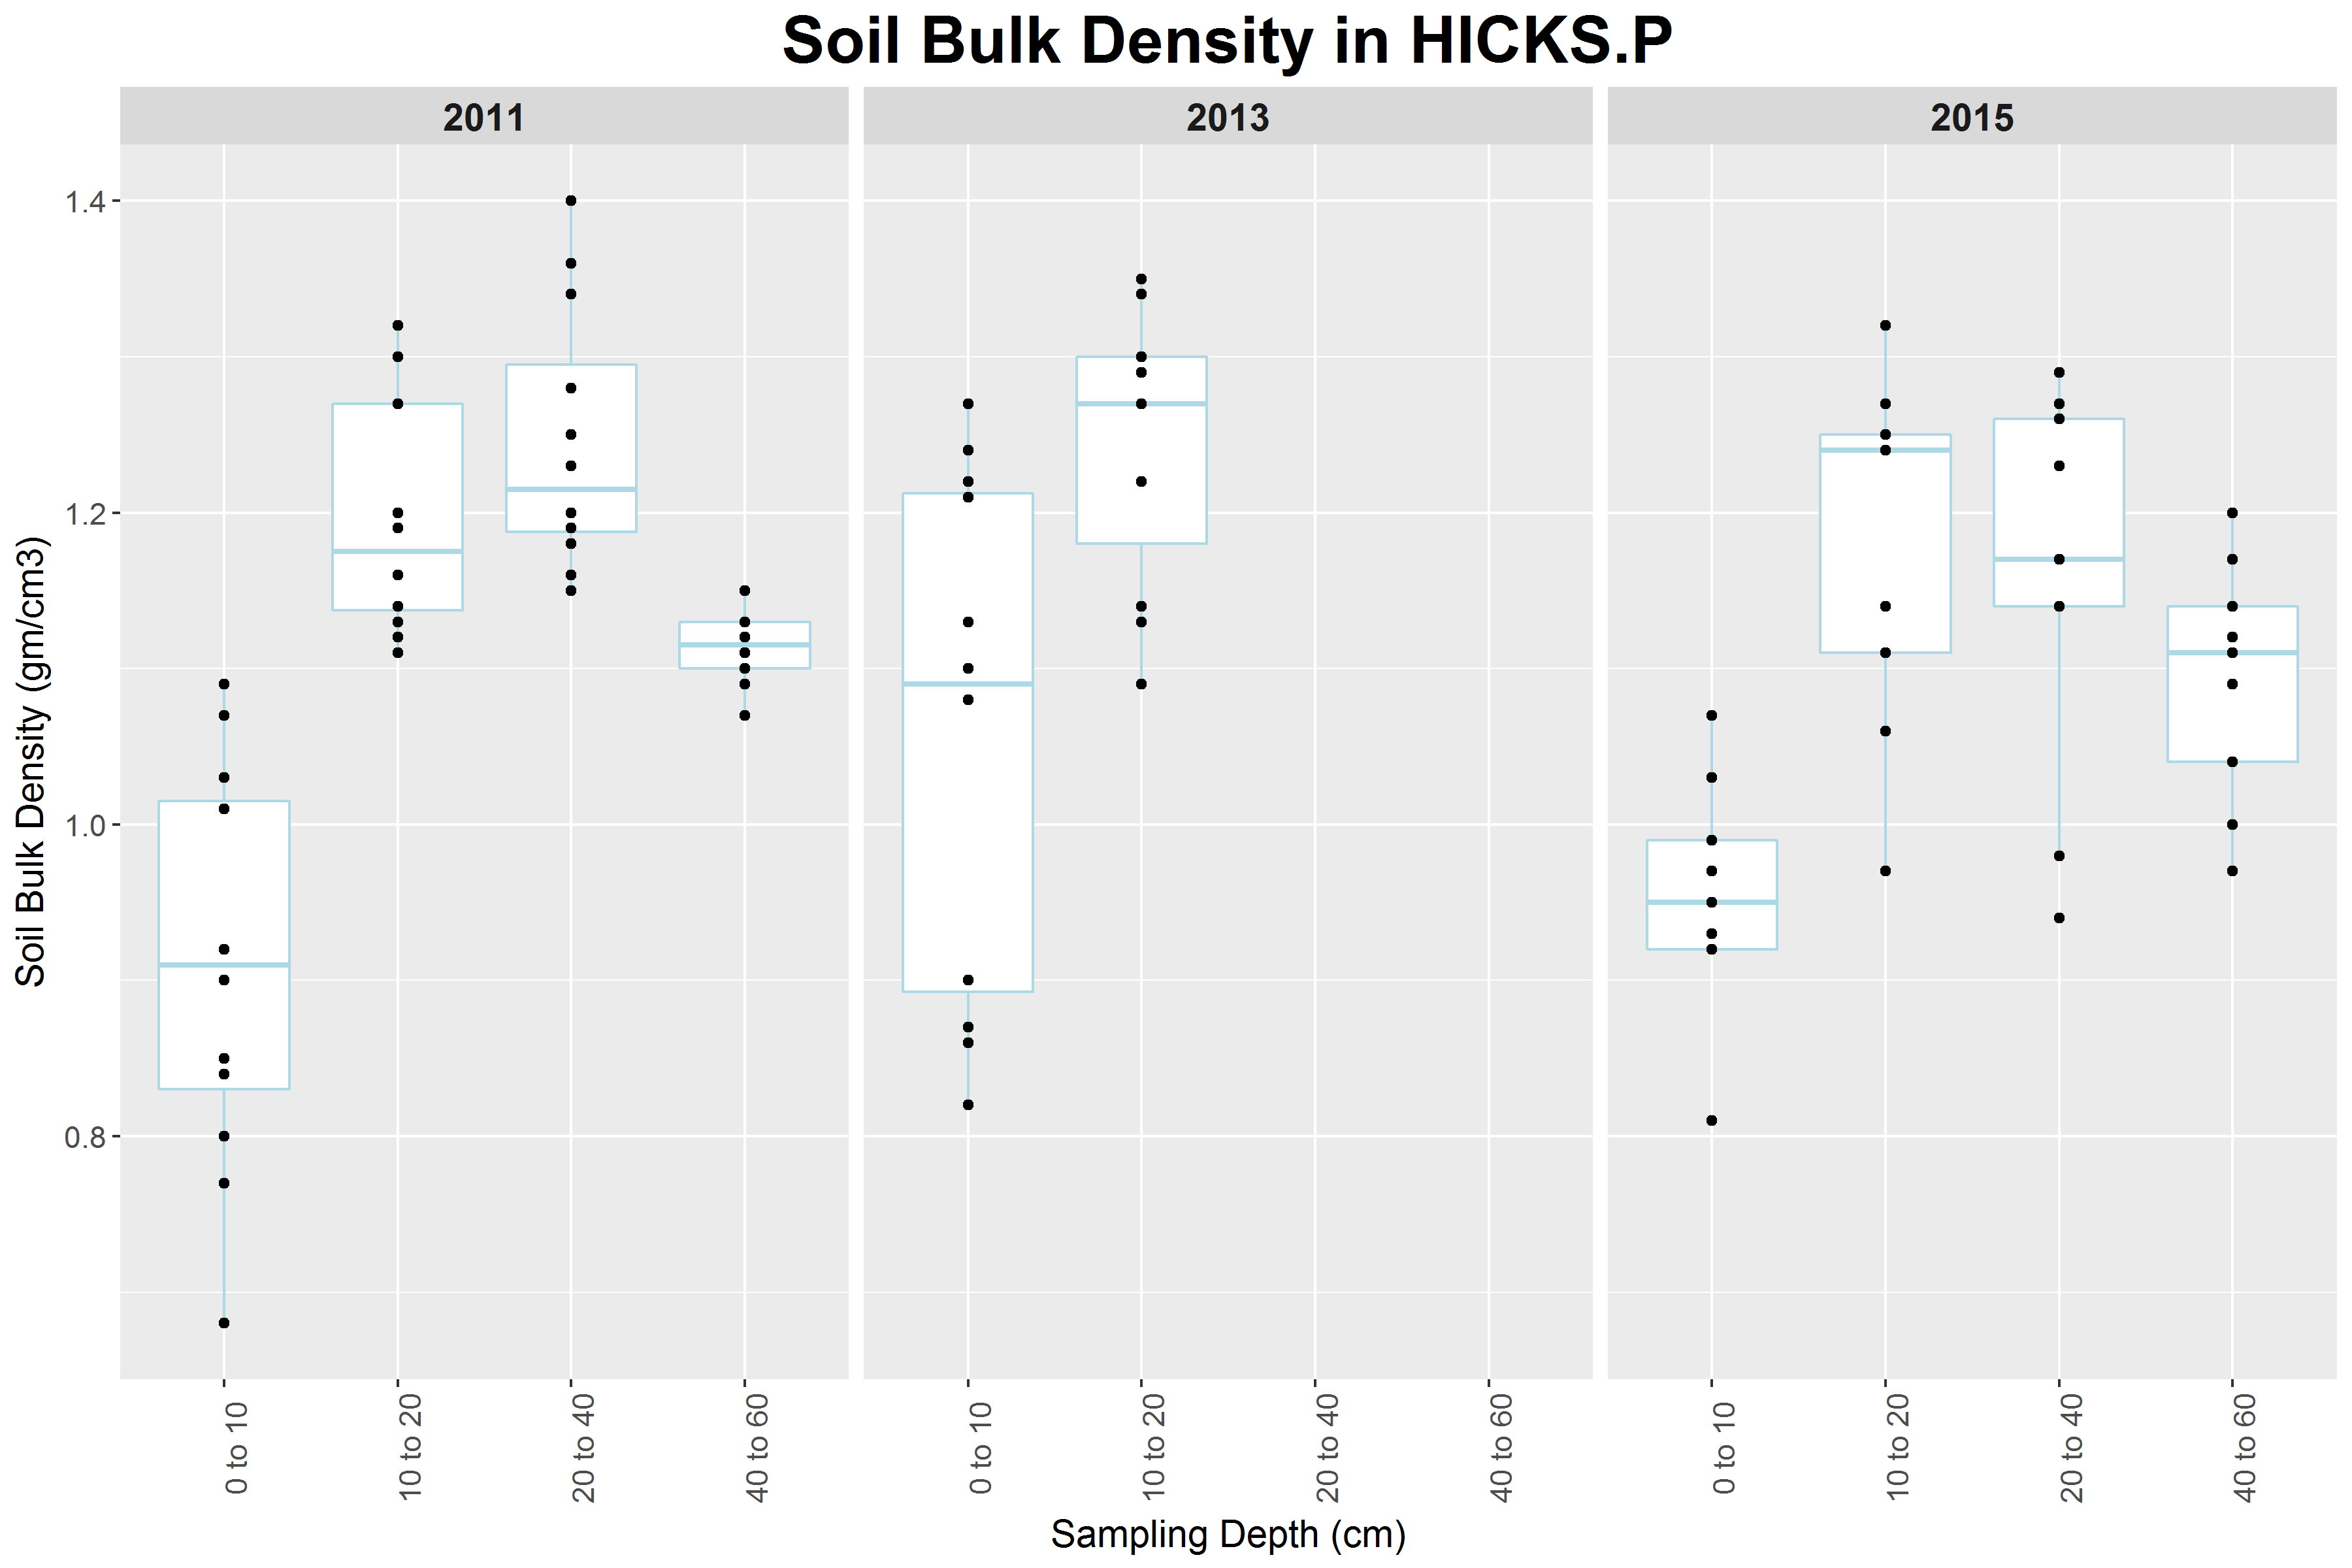 Soil Bulk Density in HICKS.P
2011
2013
2015
Soil Bulk Density (gm/cm3)
1.4
1.2
1.0
0.8
0 to 10
10 to 20
20 to 40
40 to 60
0 to 10
10 to 20
20 to 40
40 to 60
0 to 10
10 to 20
20 to 40
40 to 60
Sampling Depth (cm)